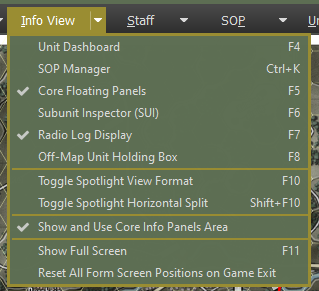 Info View Staff SOP
Unit Dashboard F4
SOP Manager Ctrl+K
Core Floating Panels F5
Subunit Inspector (SUI) F6
Radio Log Display F7
Off-Map Unit Holding Box F8
Toggle Spotlight View Format F10
Toggle Spotlight Horizontal Split Shift+F10
Show and Use Core Info Panels Area
Show Full Screen F11
Reset All Form Screen Positions on Game Exit